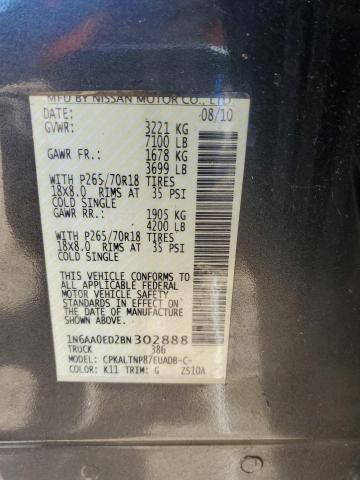 MFD BY NISSAN MOTOR CO., LTD.
DATE: 08/10
GVWR: 3221 KG
7100 LB
GAWR FR.: 1678 KG
3699 LB
WITH P265/70R18 TIRES
18X8.0 RIMS AT 35 PSI
COLD SINGLE
GAWR RR.: 1905 KG
4200 LB
WITH P265/70R18 TIRES
18X8.0 RIMS AT 35 PSI
COLD SINGLE
THIS VEHICLE CONFORMS TO
ALL APPLICABLE FEDERAL
MOTOR VEHICLE SAFETY
STANDARDS IN EFFECT ON
THE DATE OF MANUFACTURE
SHOWN ABOVE.
1N6AA0ED2BN302888
TRUCK 386
CPKALTNP87EUADB-C-
COLOR: K11 TRIM: G ZS10A